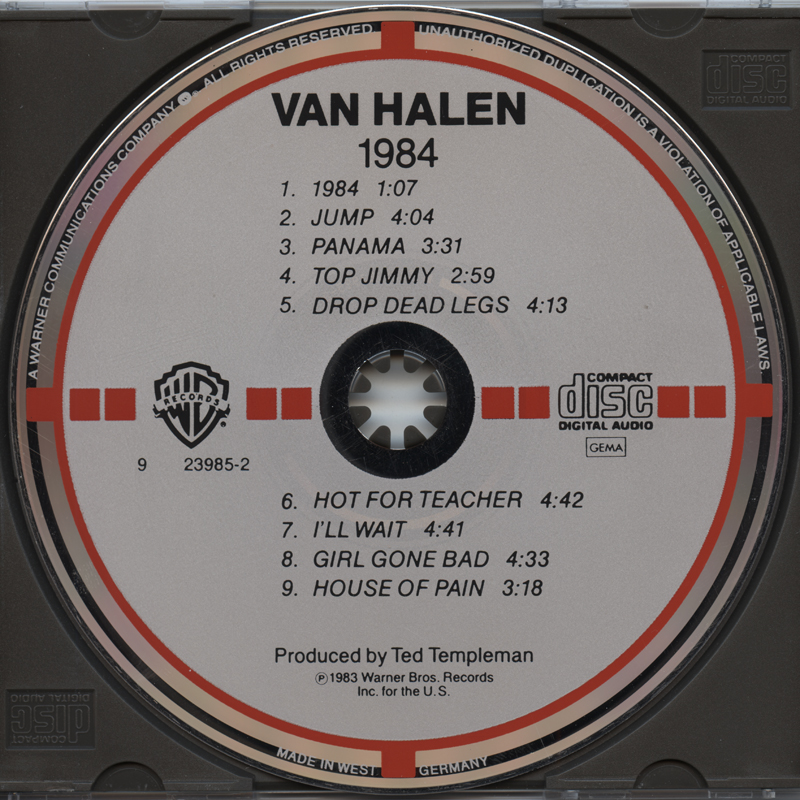 A WARNER COMMUNICATIONS COMPANY ALL RIGHTS RESERVED
UNAUTHORIZED DUPLICATION IS A VIOLATION OF APPLICABLE LAWS
COMPACT
disc
DIGITAL AUDIO
VAN HALEN
1984
1. 1984 1:07
2. JUMP 4:04
3. PANAMA 3:31
4. TOP JIMMY 2:59
5. DROP DEAD LEGS 4:13
WB
RECORDS
COMPACT
disc
DIGITAL AUDIO
GEMA
9 23985-2
6. HOT FOR TEACHER 4:42
7. I'LL WAIT 4:41
8. GIRL GONE BAD 4:33
9. HOUSE OF PAIN 3:18
Produced by Ted Templeman
℗1983 Warner Bros. Records
Inc. for the U.S.
COMPACT
disc
DIGITAL AUDIO
MADE IN WEST GERMANY